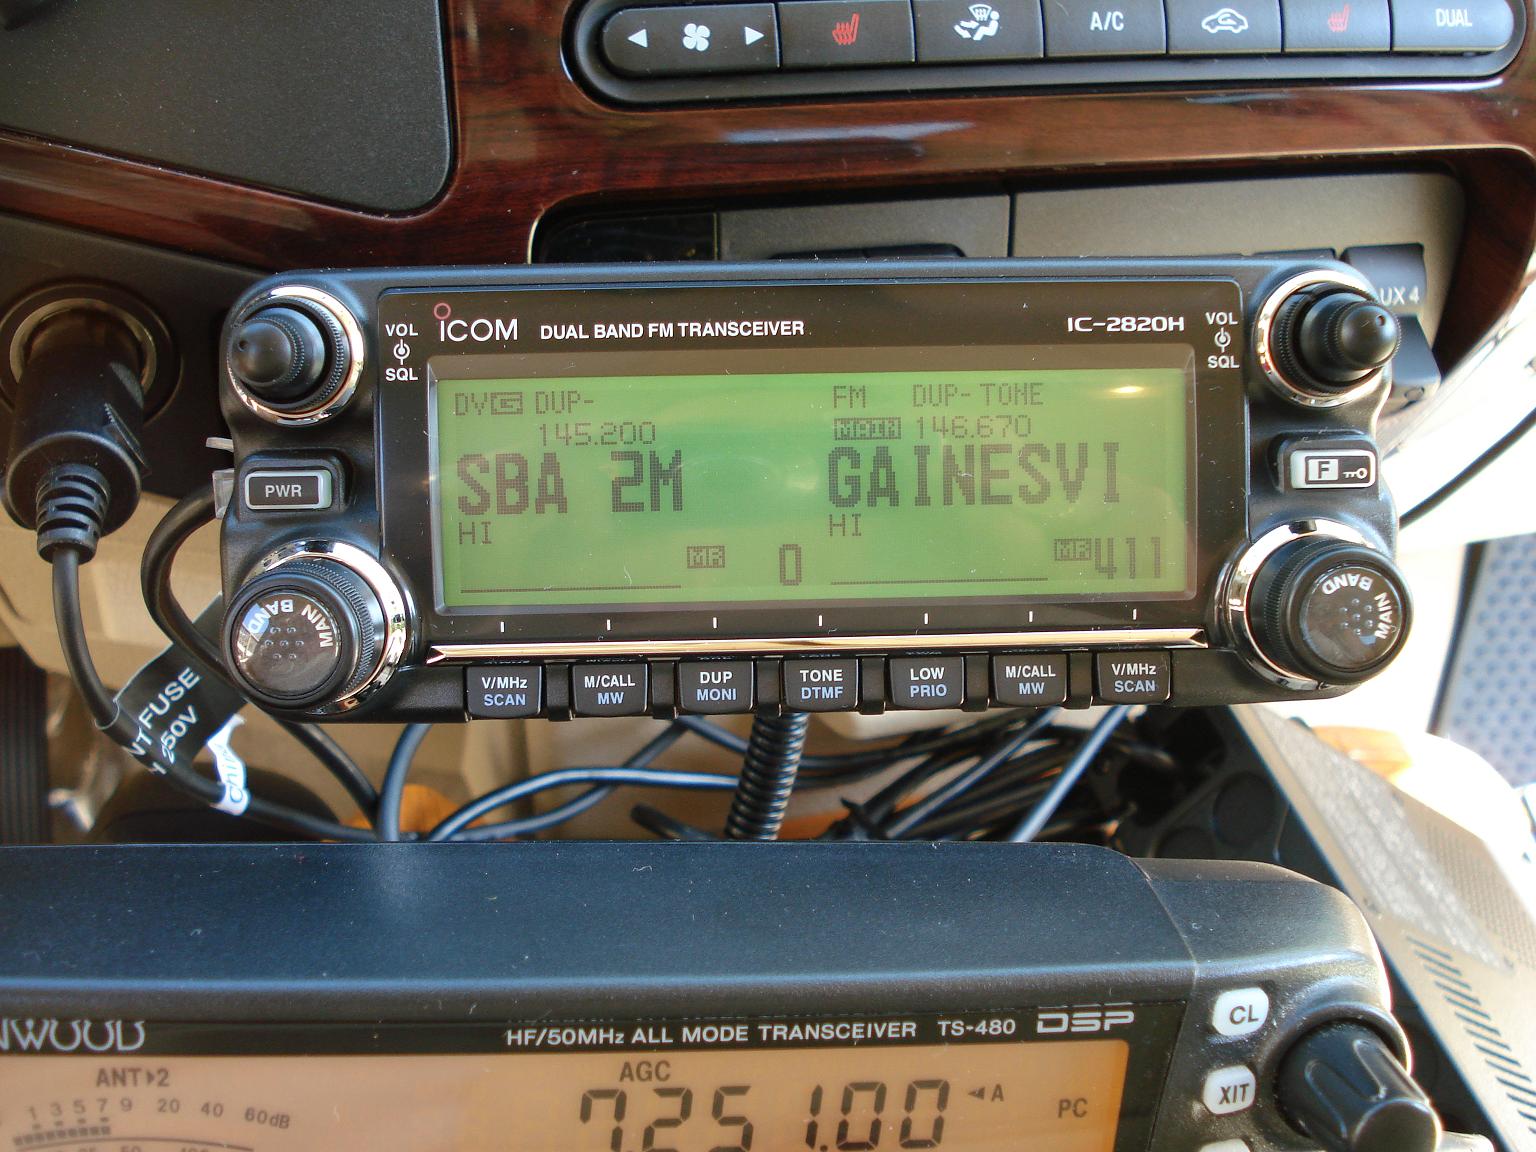 A/C
DUAL
AUX 4
VOL
SQL
ICOM DUAL BAND FM TRANSCEIVER
IC-2820H
VOL
SQL
DV G DUP-
145.200
SBA 2M
HI
MR 0
FM DUP- TONE
MAIN 146.670
GAINESVI
HI
MR 411
PWR
F
MAIN BAND
MAIN BAND
V/MHz
SCAN
M/CALL
MW
DUP
MONI
TONE
DTMF
LOW
PRIO
M/CALL
MW
V/MHz
SCAN
FUSE
250V
NWOOD
HF/50MHz ALL MODE TRANSCEIVER TS-480 DSP
CL
ANT▸2
AGC
1 3 5 7 9 20 40 60dB
7.251.00
◄A
PC
XIT